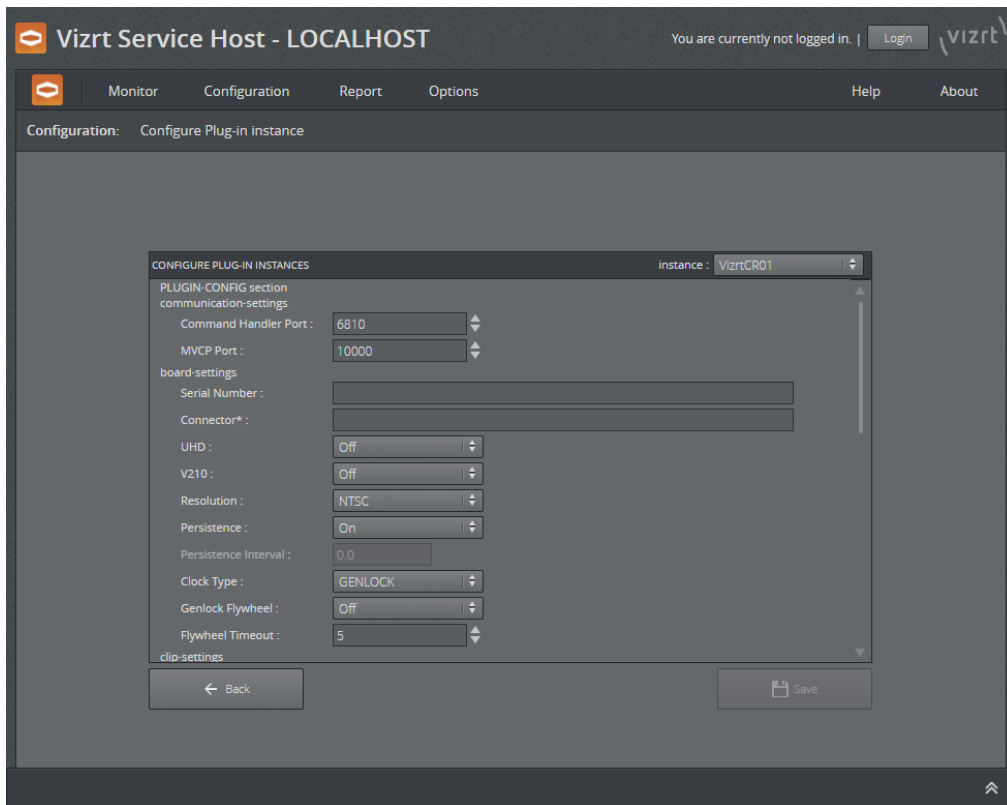 Vizrt Service Host - LOCALHOST
You are currently not logged in. | Login
vizrt
Monitor Configuration Report Options Help About
Configuration: Configure Plug-in instance
CONFIGURE PLUG-IN INSTANCES instance : VizrtCR01
PLUGIN-CONFIG section
communication-settings
Command Handler Port : 6810
MVCP Port : 10000
board-settings
Serial Number :
Connector* :
UHD : Off
V210 : Off
Resolution : NTSC
Persistence : On
Persistence Interval : 0.0
Clock Type : GENLOCK
Genlock Flywheel : Off
Flywheel Timeout : 5
clip-settings
Back Save